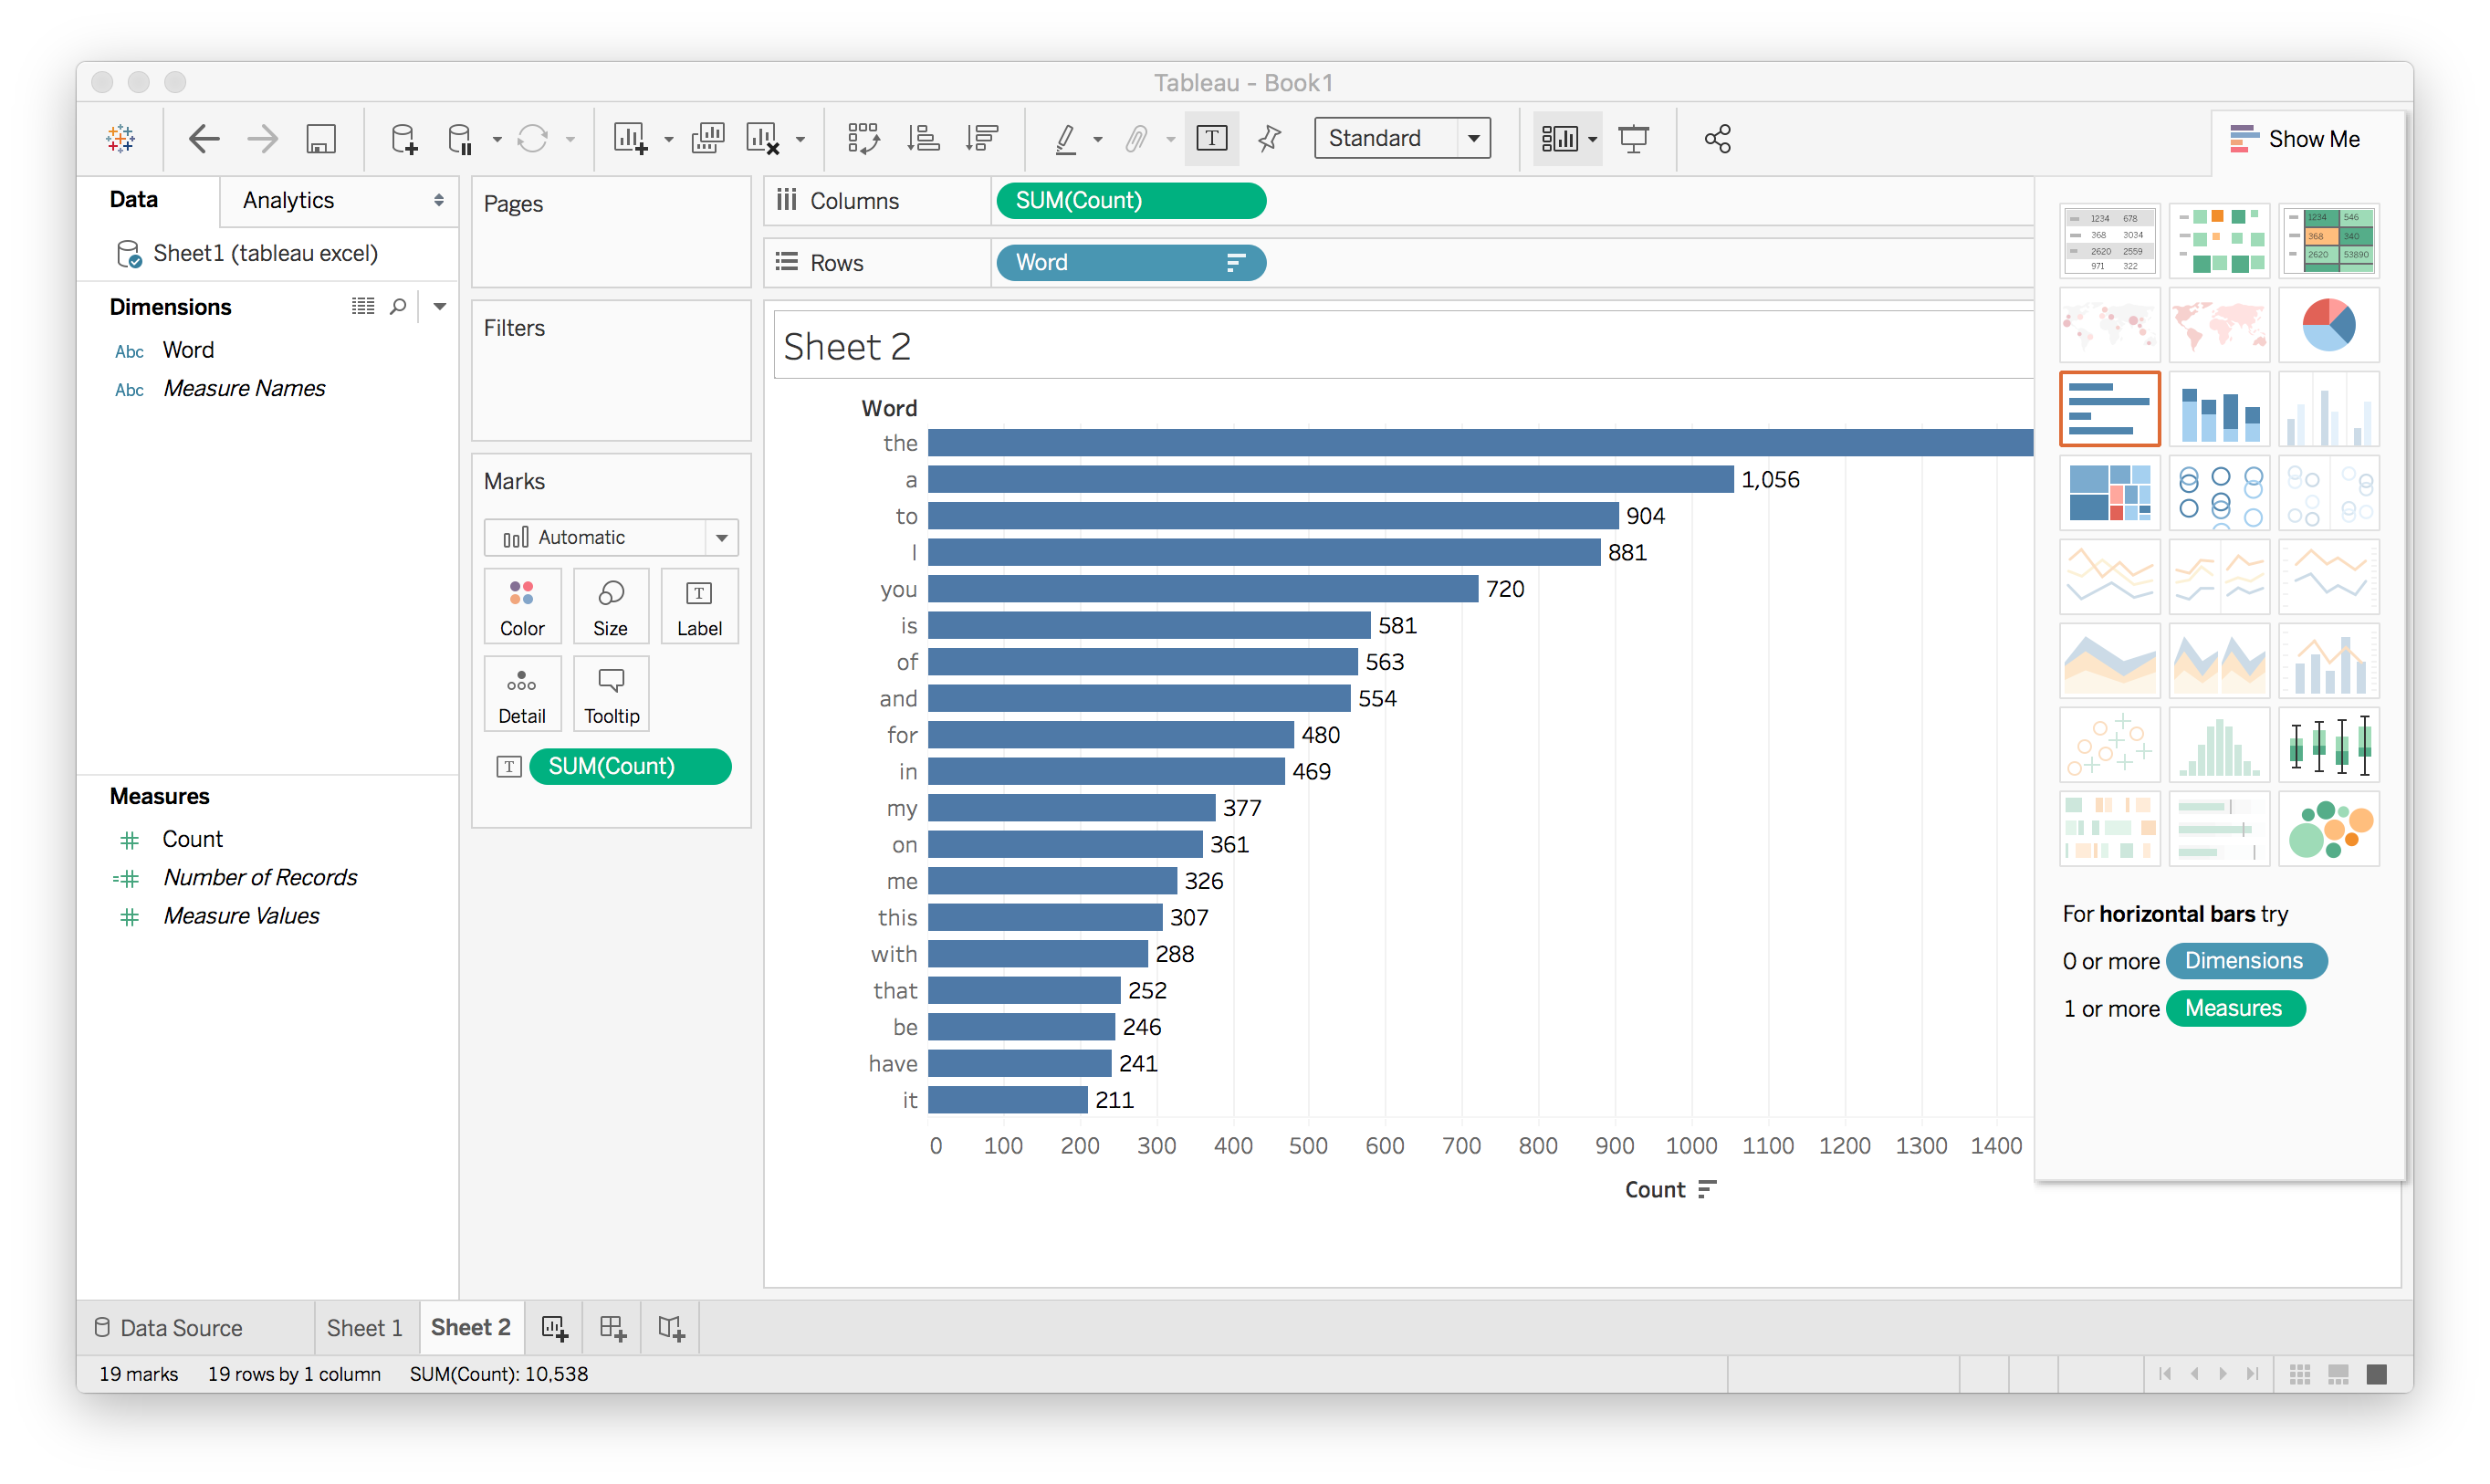 Tableau - Book1
Standard
Show Me
Data
Analytics
Sheet1 (tableau excel)
Dimensions
Abc Word
Abc Measure Names
Measures
Count
Number of Records
Measure Values
Pages
Filters
Marks
Automatic
Color
Size
Label
Detail
Tooltip
SUM(Count)
Columns
SUM(Count)
Rows
Word
Sheet 2
Word
the
a 1,056
to 904
I 881
you 720
is 581
of 563
and 554
for 480
in 469
my 377
on 361
me 326
this 307
with 288
that 252
be 246
have 241
it 211
0 100 200 300 400 500 600 700 800 900 1000 1100 1200 1300 1400
Count
1234 678
368 3034
2620 2559
971 322
1234 546
368 340
2620 53890
For horizontal bars try
0 or more Dimensions
1 or more Measures
Data Source
Sheet 1
Sheet 2
19 marks
19 rows by 1 column
SUM(Count): 10,538